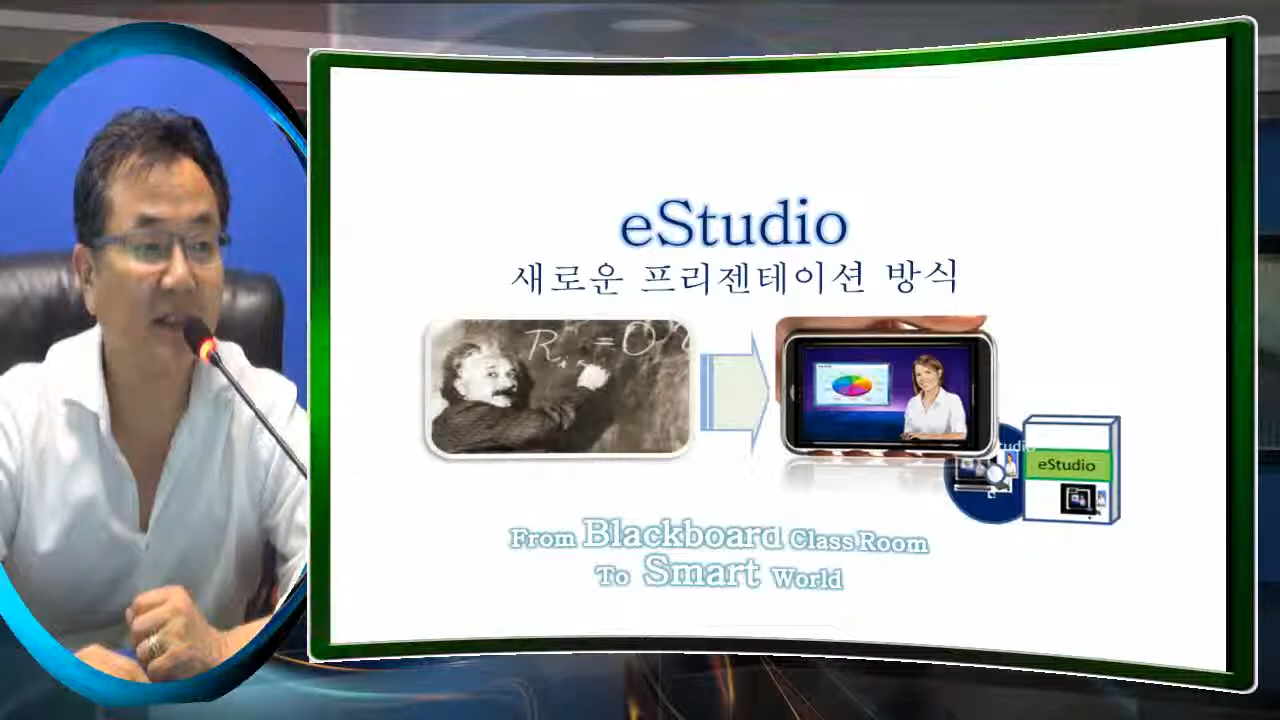 eStudio
새로운 프리젠테이션 방식
eStudio
From Blackboard Class Room
To Smart World